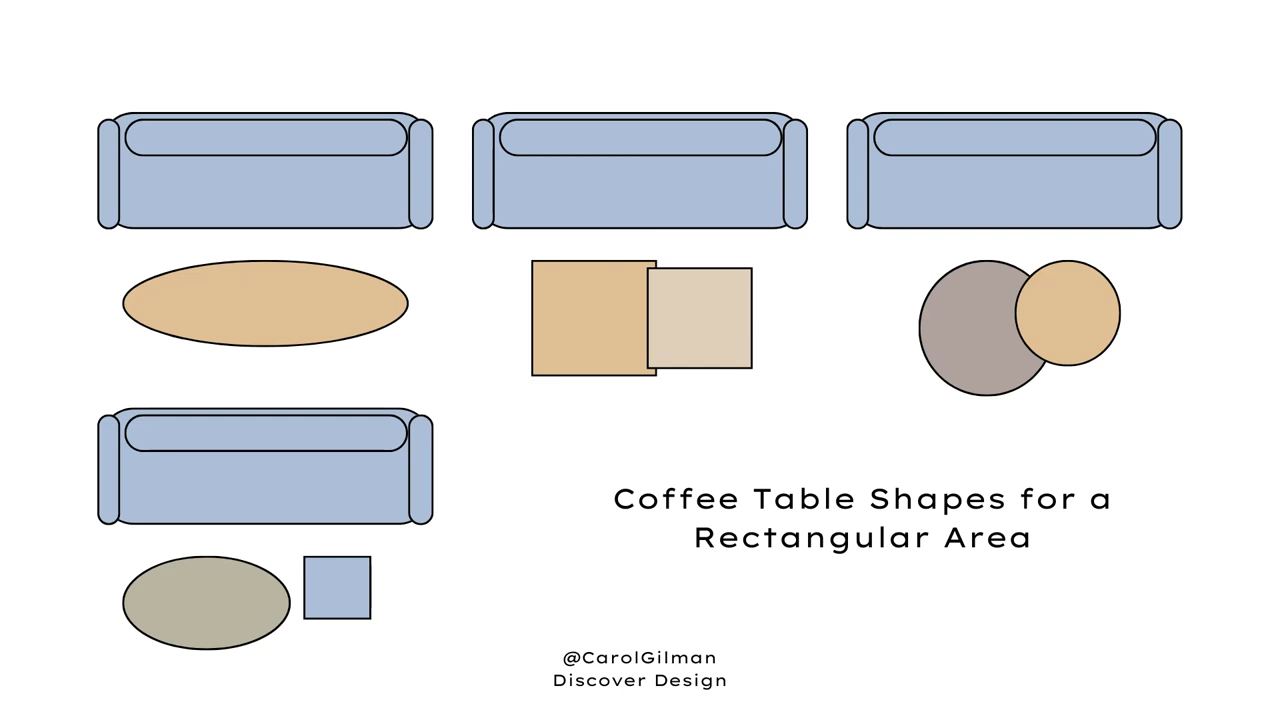 Coffee Table Shapes for a
Rectangular Area
@CarolGilman
Discover Design